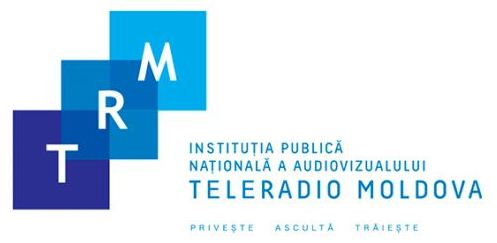 T
R
M
INSTITUȚIA PUBLICĂ
NAȚIONALĂ A AUDIOVIZUALULUI
TELERADIO MOLDOVA
PRIVEȘTE ASCULTĂ TRĂIEȘTE